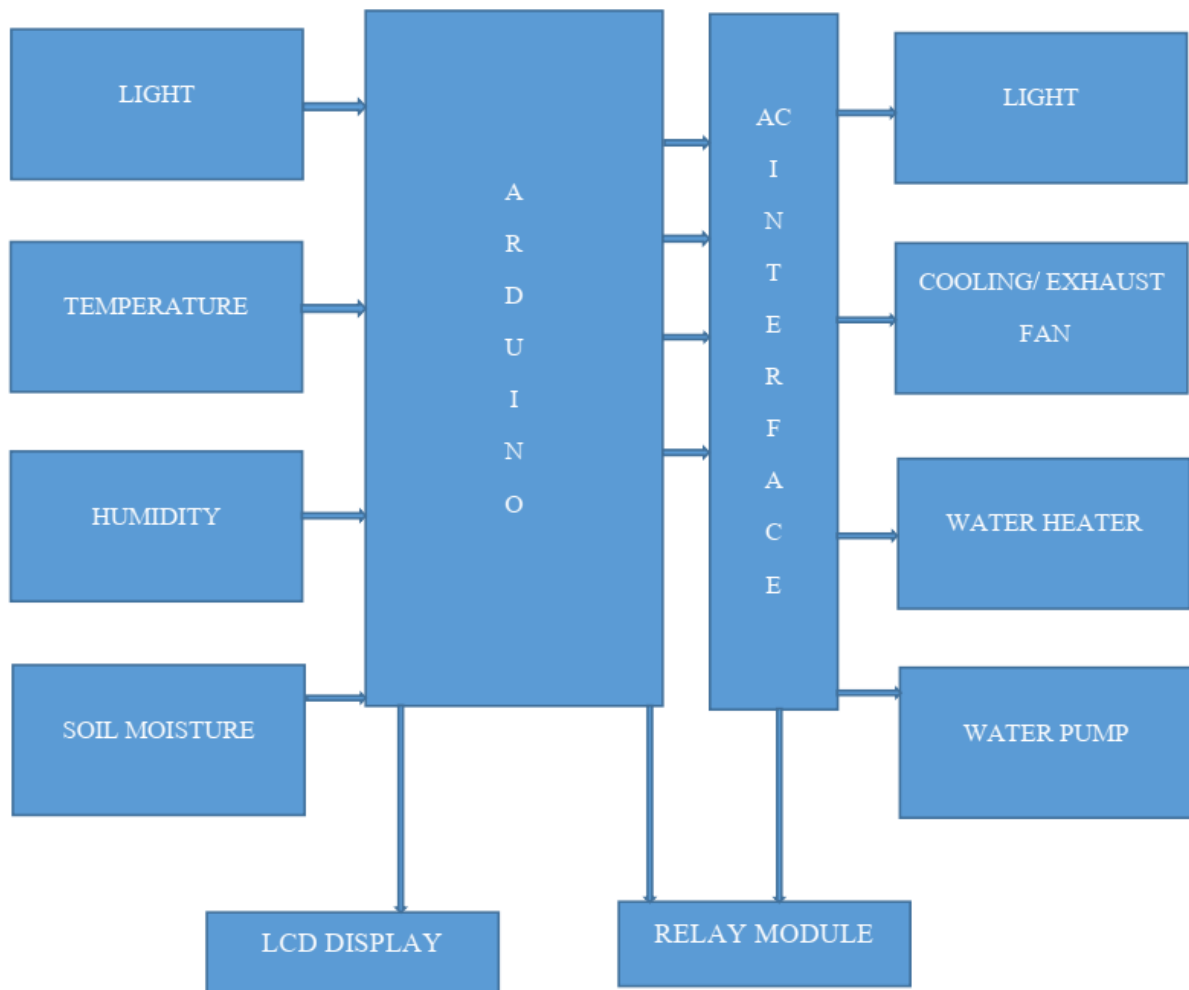 LIGHT
TEMPERATURE
HUMIDITY
SOIL MOISTURE
A
R
D
U
I
N
O
AC
I
N
T
E
R
F
A
C
E
LIGHT
COOLING/ EXHAUST
FAN
WATER HEATER
WATER PUMP
LCD DISPLAY
RELAY MODULE